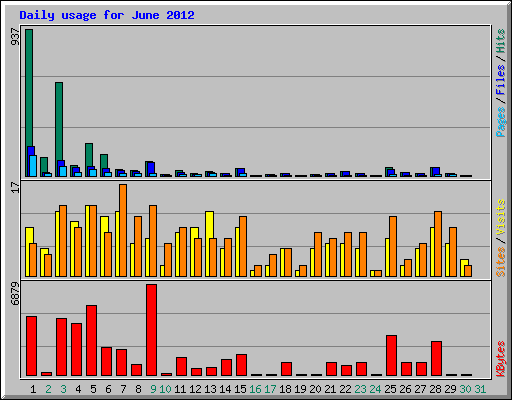 Daily usage for June 2012
937
17
6879
Pages / Files / Hits
Sites / Visits
KBytes
1 2 3 4 5 6 7 8 9 10 11 12 13 14 15 16 17 18 19 20 21 22 23 24 25 26 27 28 29 30 31